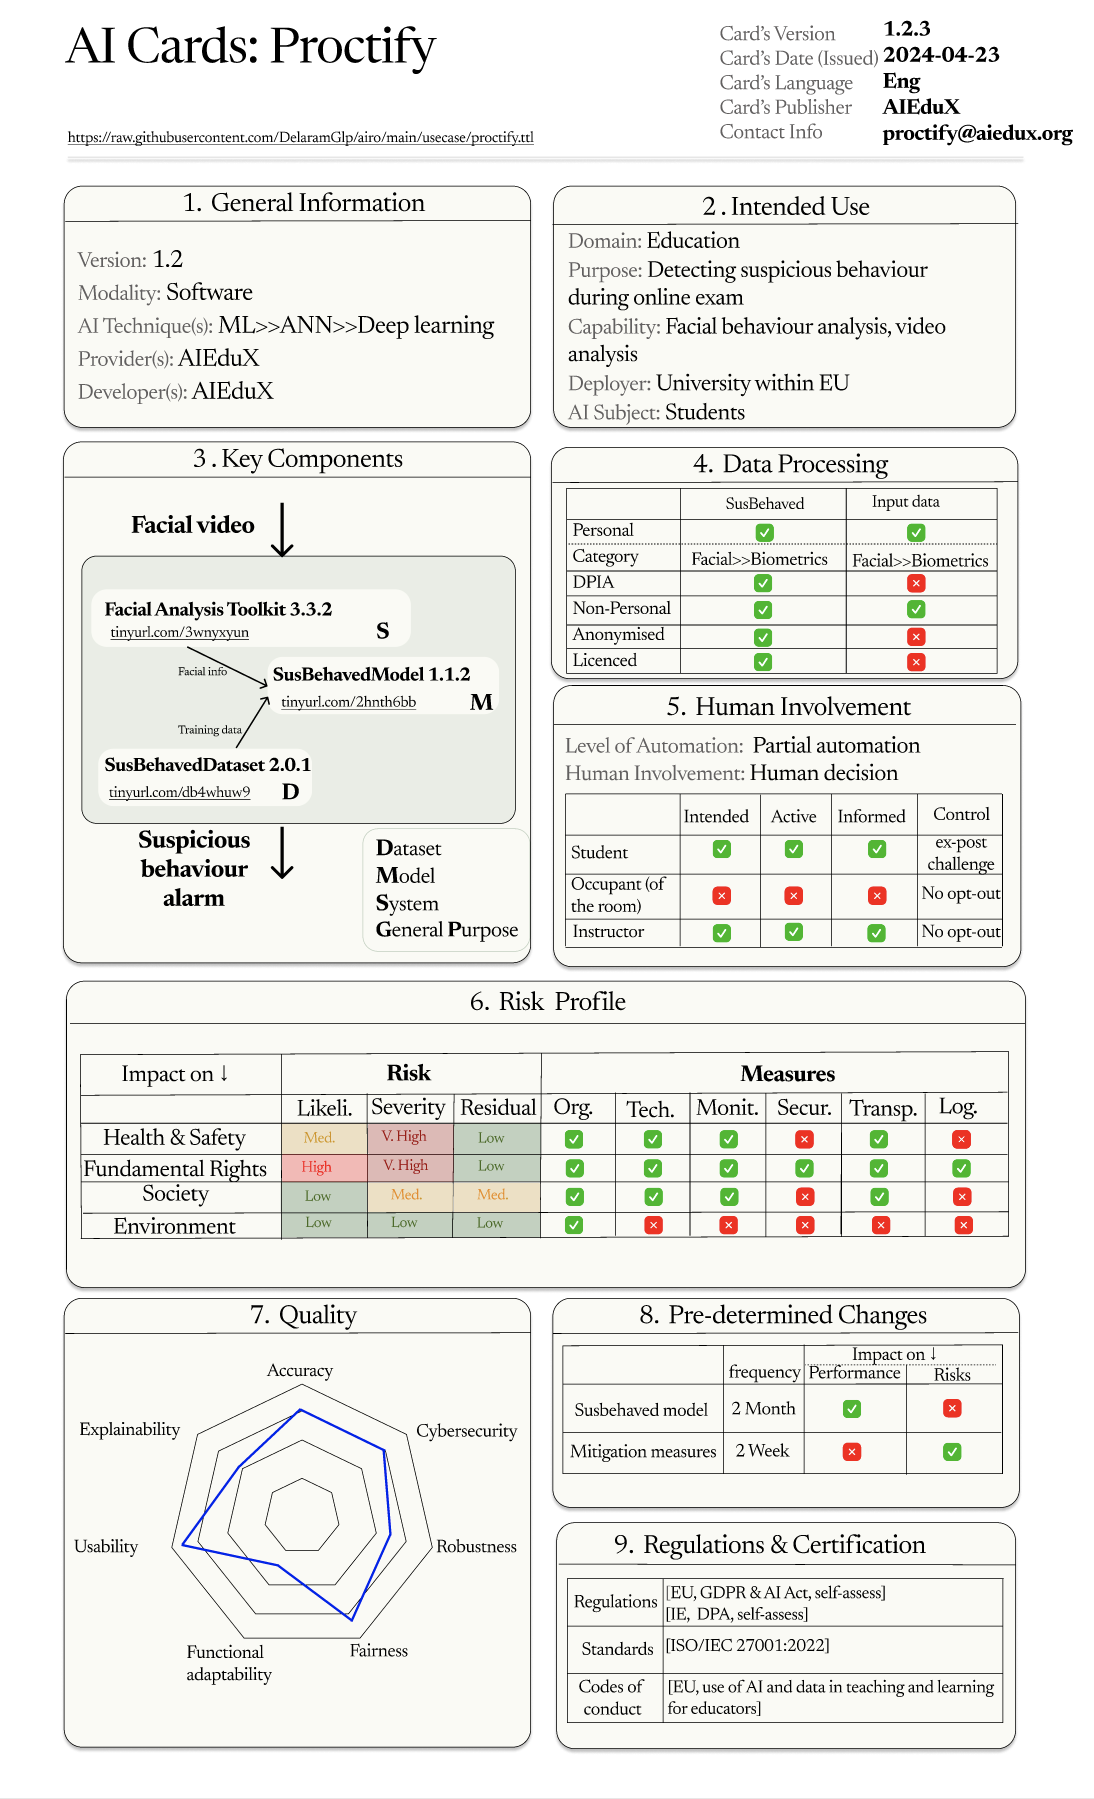 AI Cards: Proctify
Card's Version 1.2.3
Card's Date (Issued) 2024-04-23
Card's Language Eng
Card's Publisher AIEduX
Contact Info proctify@aiedux.org
https://raw.githubusercontent.com/DelaramGlp/airo/main/usecase/proctify.ttl
1. General Information
Version: 1.2
Modality: Software
AI Technique(s): ML>>ANN>>Deep learning
Provider(s): AIEduX
Developer(s): AIEduX
2. Intended Use
Domain: Education
Purpose: Detecting suspicious behaviour
during online exam
Capability: Facial behaviour analysis, video
analysis
Deployer: University within EU
AI Subject: Students
3. Key Components
Facial video
Facial Analysis Toolkit 3.3.2
tinyurl.com/3wnyxyun S
Facial info
SusBehavedModel 1.1.2
tinyurl.com/2hnth6bb M
Training data
SusBehavedDataset 2.0.1
tinyurl.com/db4whuw9 D
Suspicious
behaviour
alarm
Dataset
Model
System
General Purpose
4. Data Processing
SusBehaved Input data
Personal ✓ ✓
Category Facial>>Biometrics Facial>>Biometrics
DPIA ✓ ×
Non-Personal ✓ ✓
Anonymised ✓ ×
Licenced ✓ ×
5. Human Involvement
Level of Automation: Partial automation
Human Involvement: Human decision
Intended Active Informed Control
Student ✓ ✓ ✓ ex-post
challenge
Occupant (of
the room) × × × No opt-out
Instructor ✓ ✓ ✓ No opt-out
6. Risk Profile
Impact on ↓ Risk Measures
Likeli. Severity Residual Org. Tech. Monit. Secur. Transp. Log.
Health & Safety Med. V. High Low ✓ ✓ ✓ × ✓ ×
Fundamental Rights High V. High Low ✓ ✓ ✓ ✓ ✓ ✓
Society Low Med. Med. ✓ ✓ ✓ × ✓ ×
Environment Low Low Low ✓ × × × × ×
7. Quality
Accuracy
Explainability
Cybersecurity
Usability
Robustness
Functional
adaptability
Fairness
8. Pre-determined Changes
Impact on ↓
frequency Performance Risks
Susbehaved model 2 Month ✓ ×
Mitigation measures 2 Week × ✓
9. Regulations & Certification
Regulations [EU, GDPR & AI Act, self-assess]
[IE, DPA, self-assess]
Standards [ISO/IEC 27001:2022]
Codes of
conduct [EU, use of AI and data in teaching and learning
for educators]